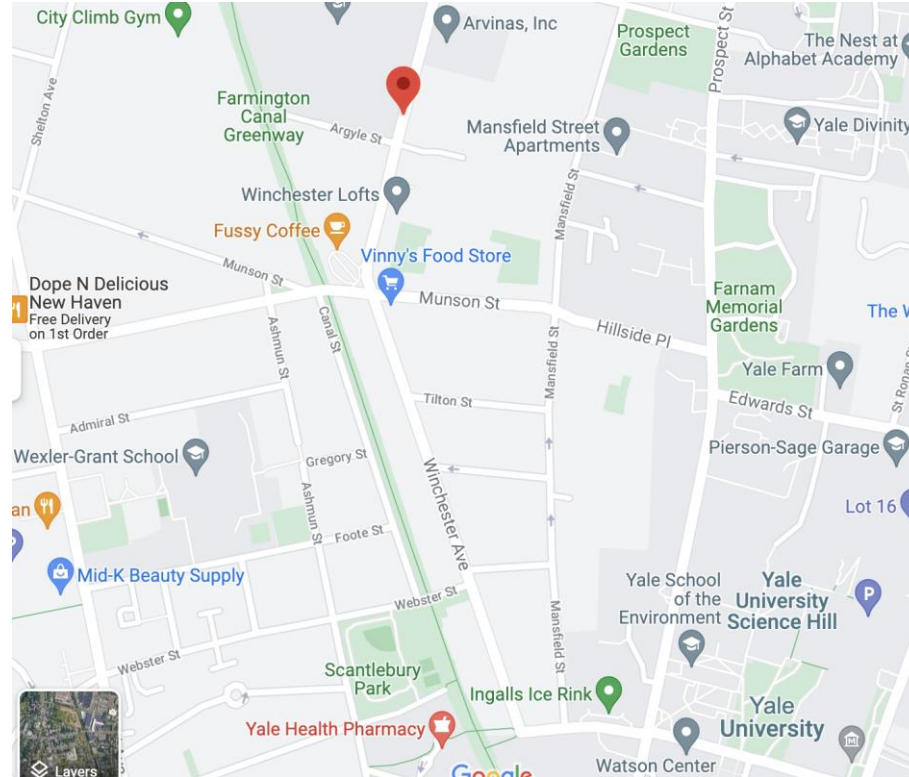 City Climb Gym
Arvinas, Inc
Prospect
Gardens
Prospect St
The Nest at
Alphabet Academy
Shelton Ave
Farmington
Canal
Greenway
Argyle St
Mansfield Street
Apartments
Yale Divinity
Winchester Lofts
Mansfield St
Fussy Coffee
Vinny's Food Store
Munson St
Dope N Delicious
New Haven
Free Delivery
on 1st Order
Munson St
Hillside Pl
Farnam
Memorial
Gardens
The W
Ashmun St
Canal St
Mansfield St
Yale Farm
St Ronan
Tilton St
Edwards St
Admiral St
Wexler-Grant School
Gregory St
Pierson-Sage Garage
Winchester Ave
Lot 16
an
Ashmun St
Foote St
Mid-K Beauty Supply
Webster St
Yale School
of the
Environment
Yale
University
Science Hill
P
Mansfield St
Webster St
Scantlebury
Park
Ingalls Ice Rink
Yale
University
Yale Health Pharmacy
Watson Center
Layers
Google